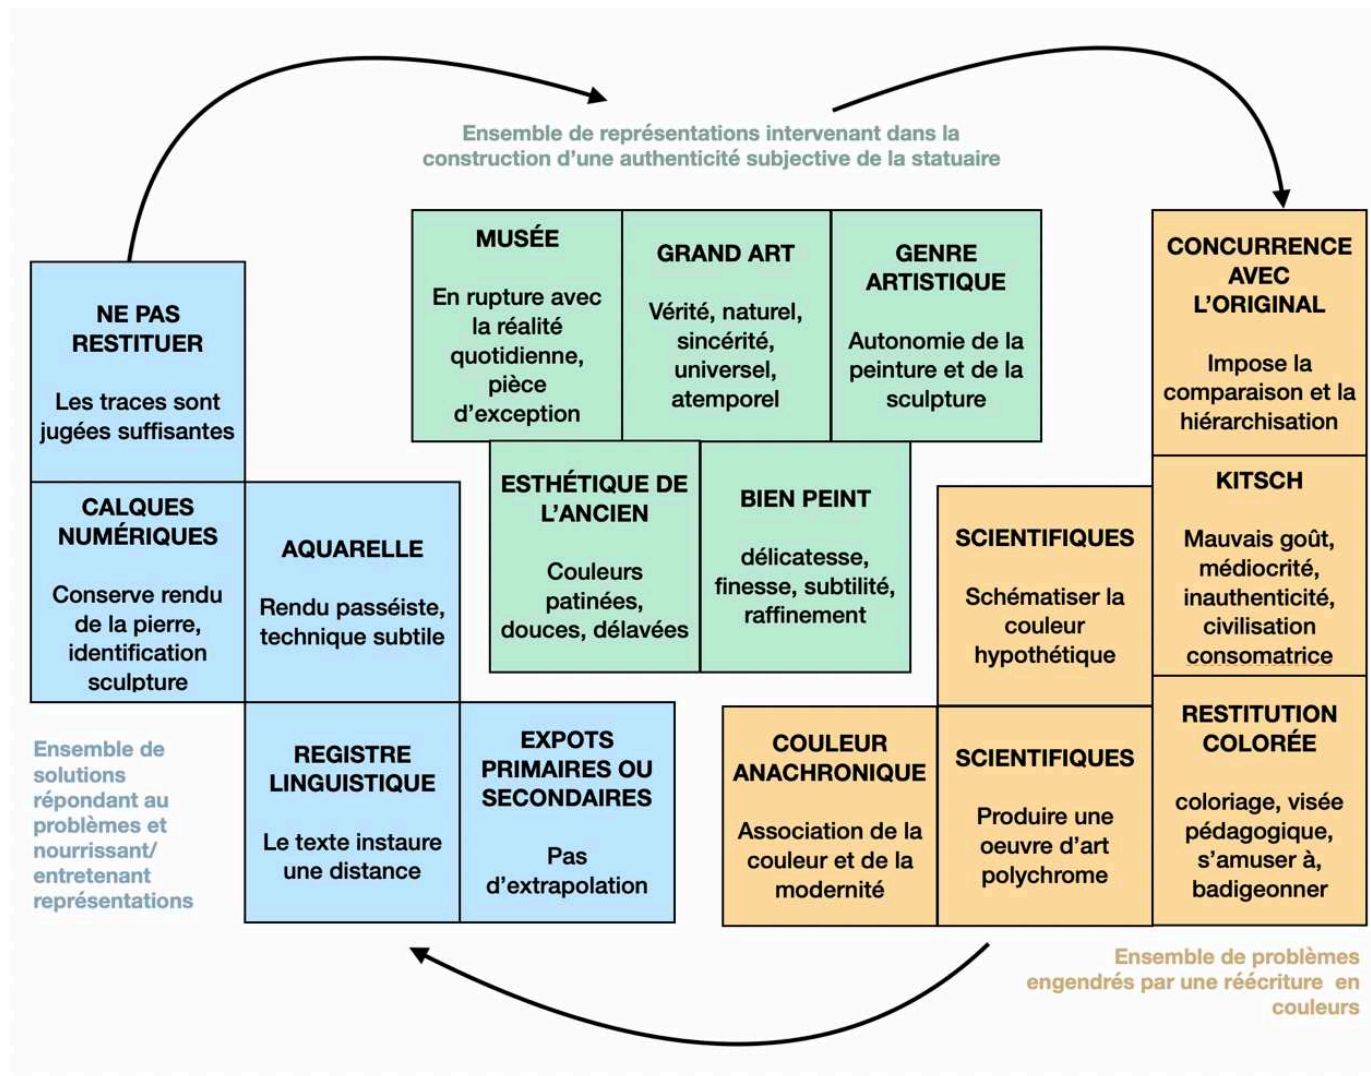 Ensemble de représentations intervenant dans la
construction d'une authenticité subjective de la statuaire
MUSÉE
En rupture avec
la réalité
quotidienne,
pièce
d'exception
GRAND ART
Vérité, naturel,
sincérité,
universel,
atemporel
GENRE
ARTISTIQUE
Autonomie de la
peinture et de la
sculpture
ESTHÉTIQUE DE
L'ANCIEN
Couleurs
patinées,
douces, délavées
BIEN PEINT
délicatesse,
finesse, subtilité,
raffinement
CONCURRENCE
AVEC
L'ORIGINAL
Impose la
comparaison et la
hiérarchisation
KITSCH
Mauvais goût,
médiocrité,
inauthenticité,
civilisation
consomatrice
SCIENTIFIQUES
Schématiser la
couleur
hypothétique
COULEUR
ANACHRONIQUE
Association de la
couleur et de la
modernité
SCIENTIFIQUES
Produire une
oeuvre d'art
polychrome
RESTITUTION
COLORÉE
coloriage, visée
pédagogique,
s'amuser à,
badigeonner
Ensemble de problèmes
engendrés par une réécriture en
couleurs
NE PAS
RESTITUER
Les traces sont
jugées suffisantes
CALQUES
NUMÉRIQUES
Conserve rendu
de la pierre,
identification
sculpture
AQUARELLE
Rendu passéiste,
technique subtile
REGISTRE
LINGUISTIQUE
Le texte instaure
une distance
EXPOTS
PRIMAIRES OU
SECONDAIRES
Pas
d'extrapolation
Ensemble de
solutions
répondant au
problèmes et
nourrissant/
entretenant
représentations